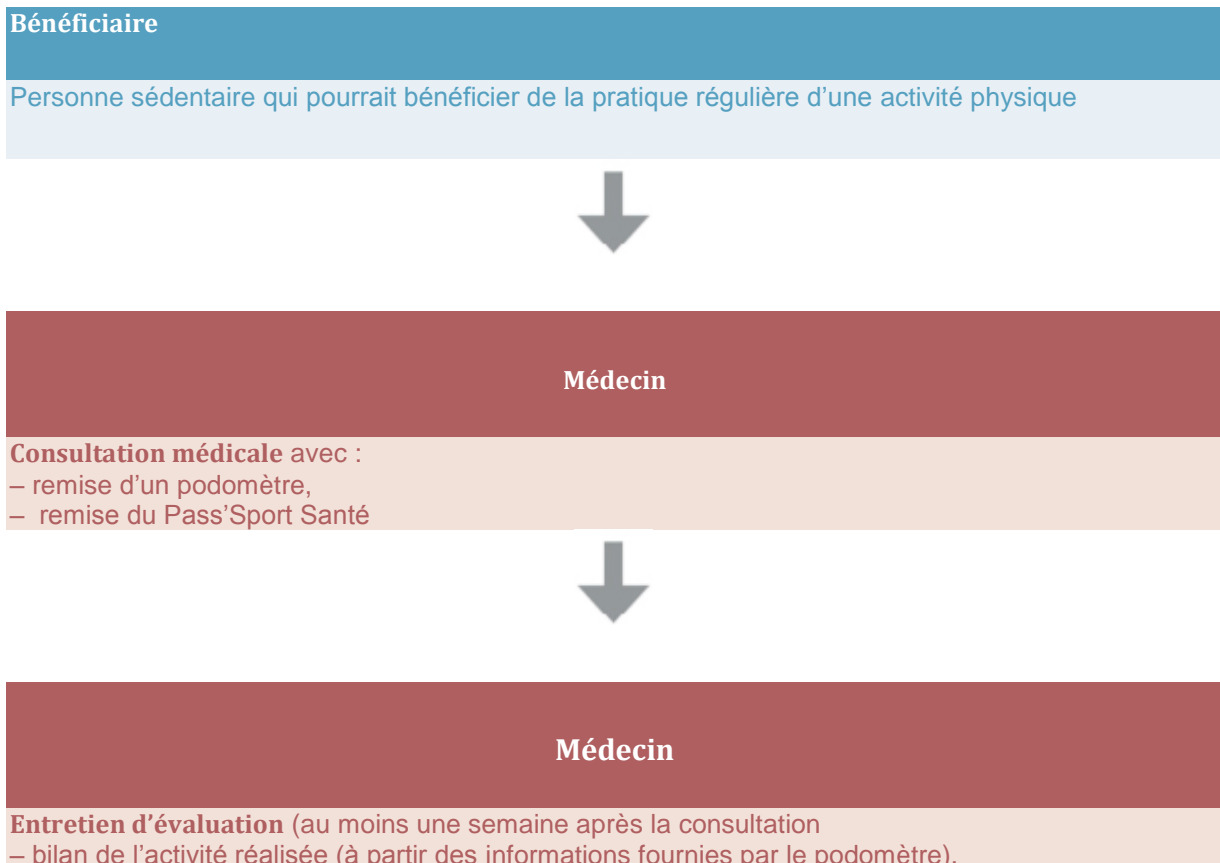 Bénéficiaire
Personne sédentaire qui pourrait bénéficier de la pratique régulière d’une activité physique
Médecin
Consultation médicale avec :
– remise d’un podomètre,
– remise du Pass’Sport Santé
Médecin
Entretien d’évaluation (au moins une semaine après la consultation
– bilan de l’activité réalisée (à partir des informations fournies par le podomètre).